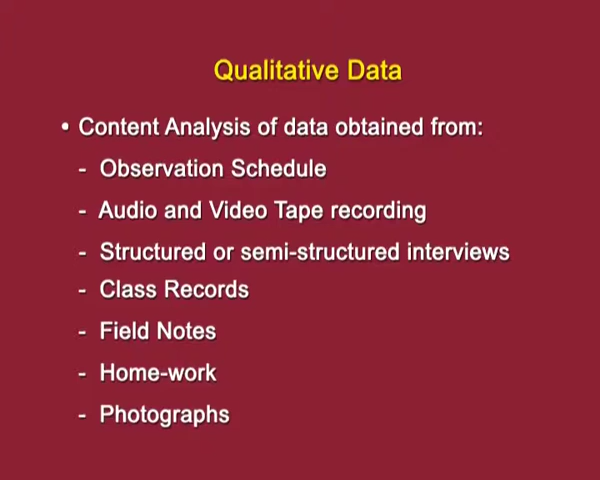 Qualitative Data
• Content Analysis of data obtained from:
- Observation Schedule
- Audio and Video Tape recording
- Structured or semi-structured interviews
- Class Records
- Field Notes
- Home-work
- Photographs